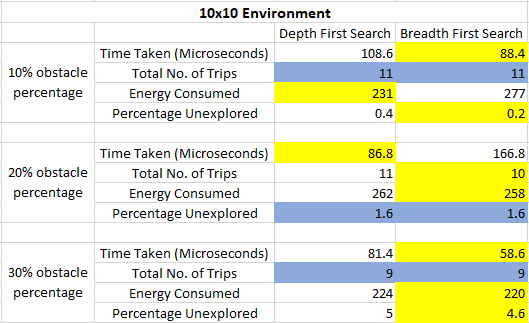 10x10 Environment
Depth First Search Breadth First Search
10% obstacle percentage
Time Taken (Microseconds) 108.6 88.4
Total No. of Trips 11 11
Energy Consumed 231 277
Percentage Unexplored 0.4 0.2
20% obstacle percentage
Time Taken (Microseconds) 86.8 166.8
Total No. of Trips 11 10
Energy Consumed 262 258
Percentage Unexplored 1.6 1.6
30% obstacle percentage
Time Taken (Microseconds) 81.4 58.6
Total No. of Trips 9 9
Energy Consumed 224 220
Percentage Unexplored 5 4.6